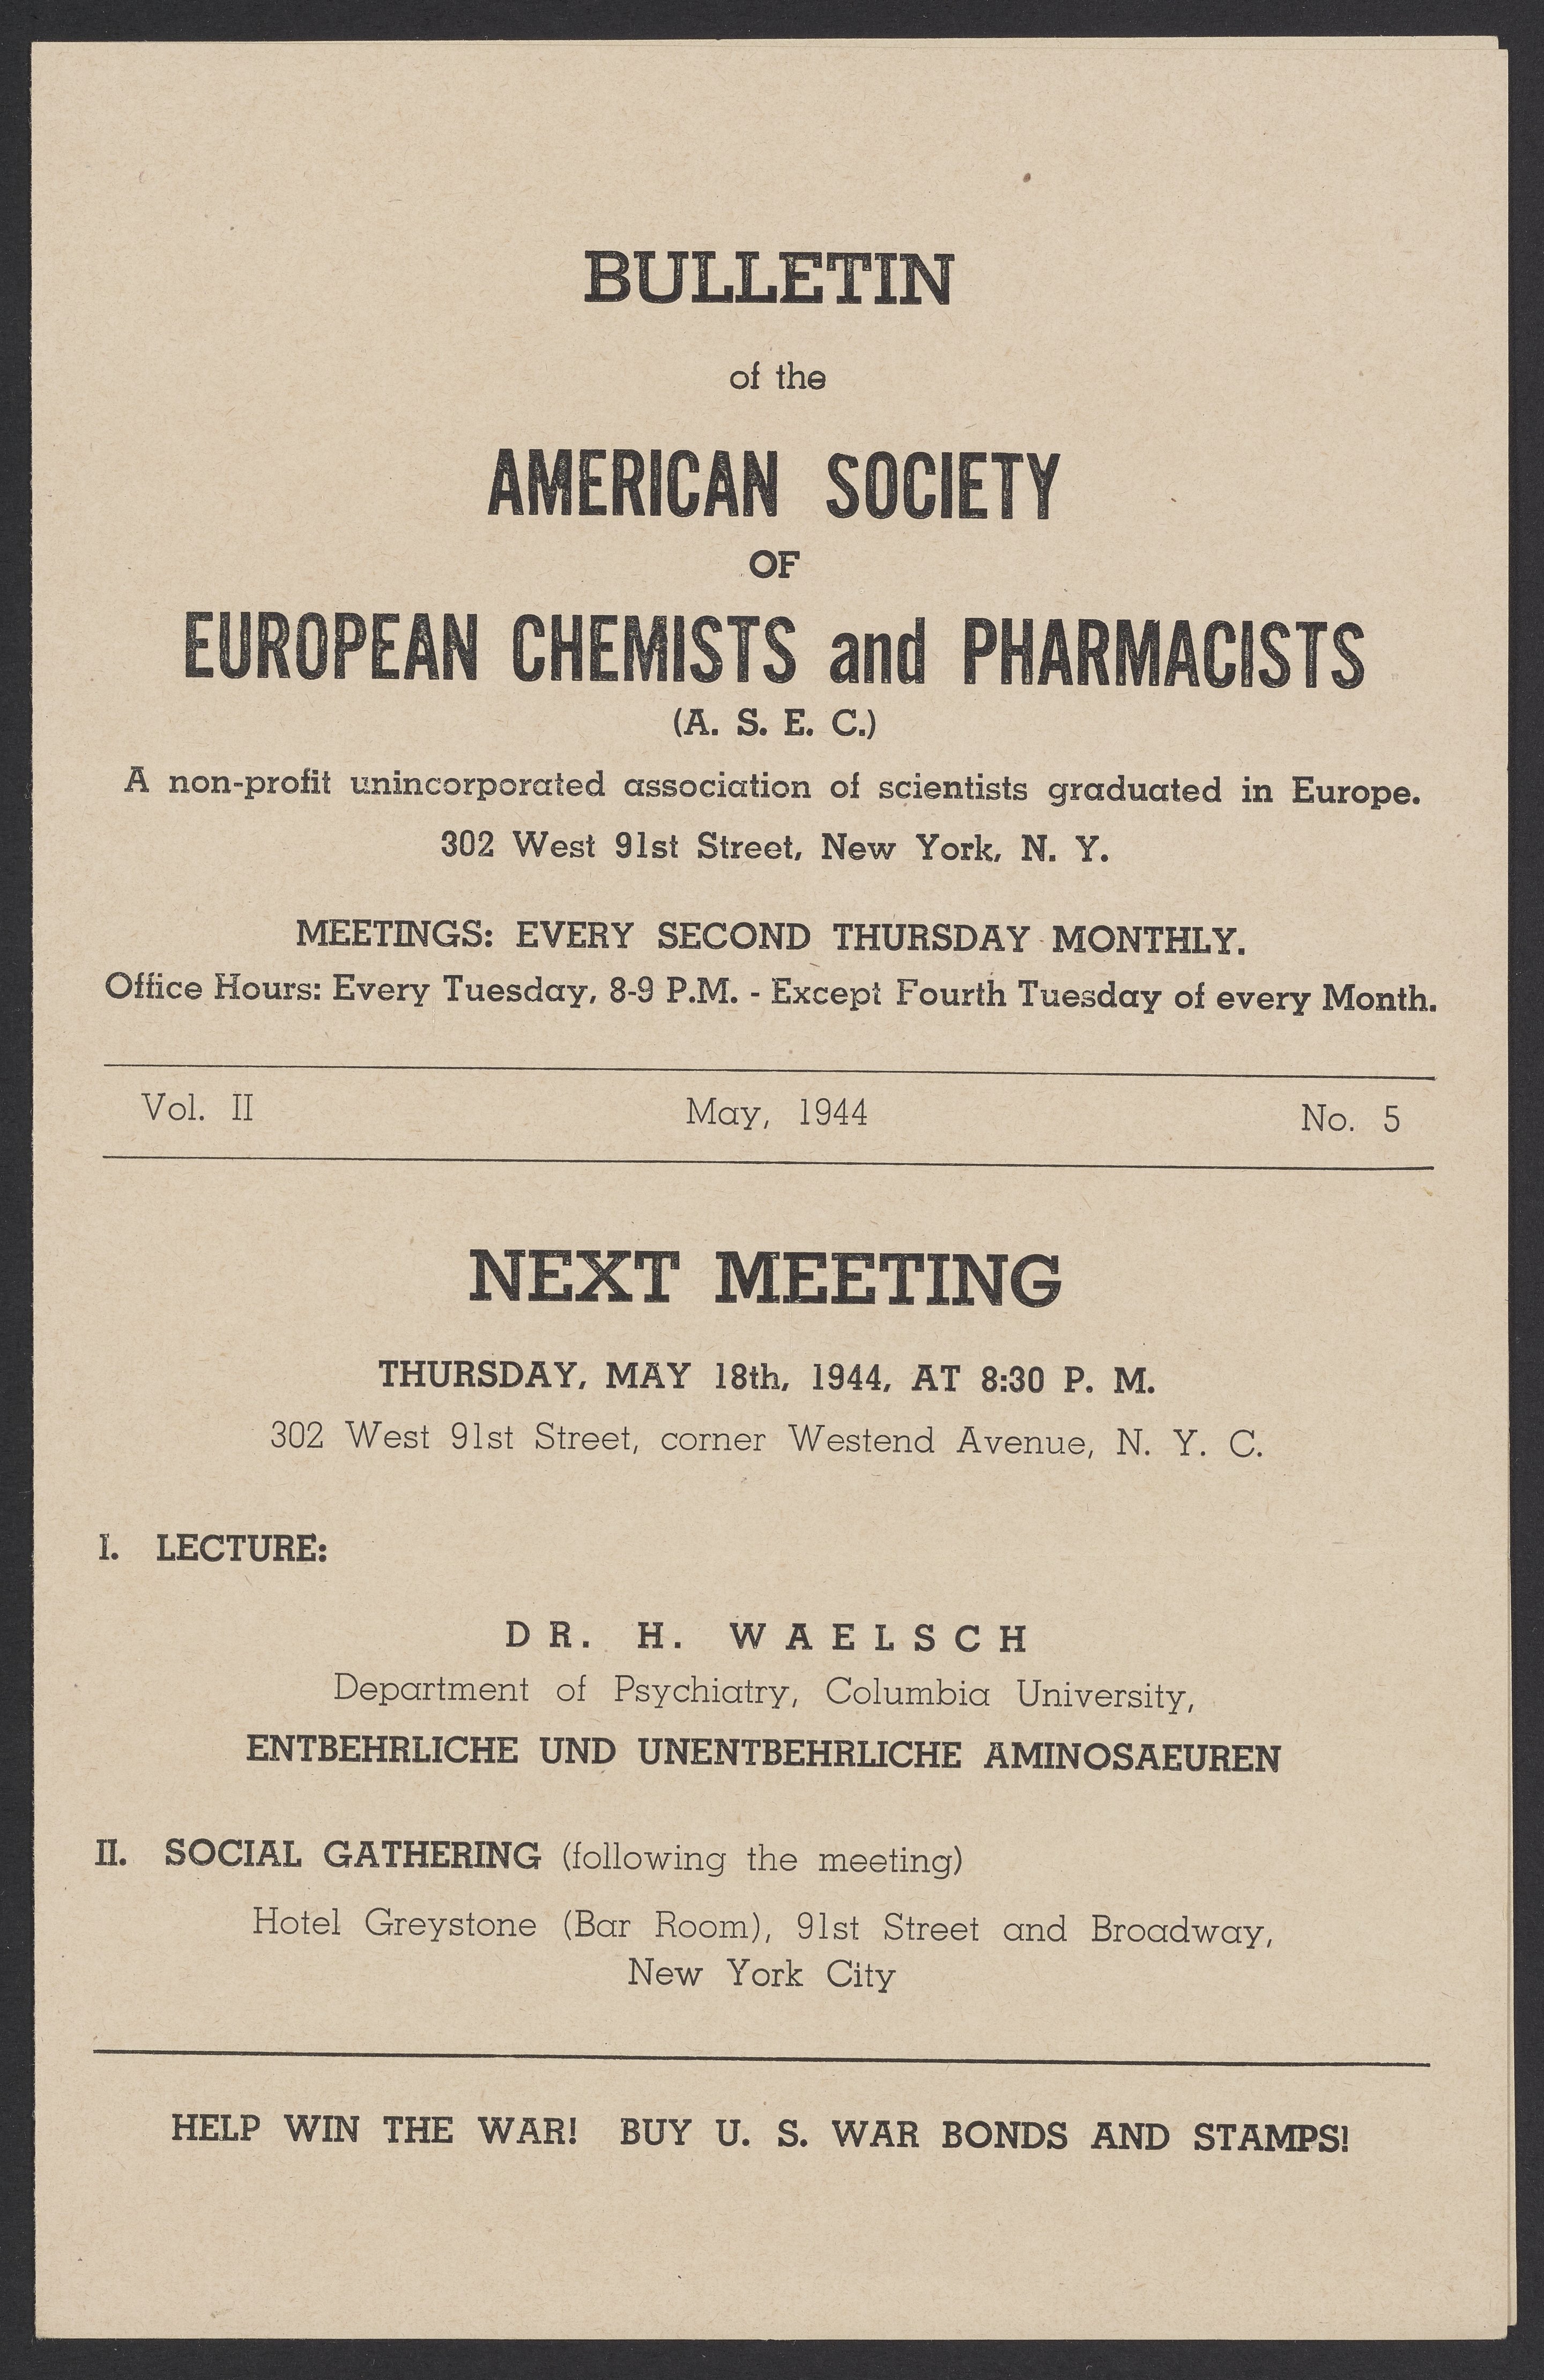 BULLETIN
of the
AMERICAN SOCIETY
OF
EUROPEAN CHEMISTS and PHARMACISTS
(A. S. E. C.)
A non-profit unincorporated association of scientists graduated in Europe.
302 West 91st Street, New York, N. Y.
MEETINGS: EVERY SECOND THURSDAY MONTHLY.
Office Hours: Every Tuesday, 8-9 P.M. - Except Fourth Tuesday of every Month.
Vol. II May, 1944 No. 5
NEXT MEETING
THURSDAY, MAY 18th, 1944, AT 8:30 P. M.
302 West 91st Street, corner Westend Avenue, N. Y. C.
I. LECTURE:
DR. H. WAELSCH
Department of Psychiatry, Columbia University,
ENTBEHRLICHE UND UNENTBEHRLICHE AMINOSAEUREN
II. SOCIAL GATHERING (following the meeting)
Hotel Greystone (Bar Room), 91st Street and Broadway,
New York City
HELP WIN THE WAR! BUY U. S. WAR BONDS AND STAMPS!